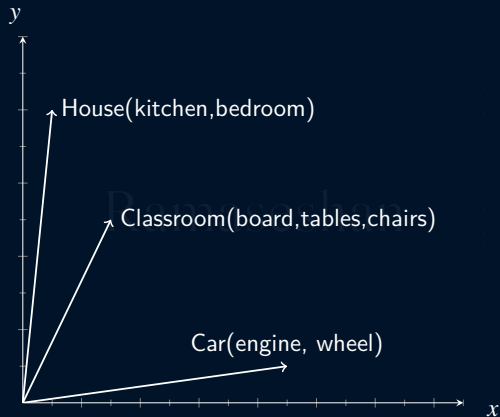 y
House(kitchen,bedroom)
Classroom(board,tables,chairs)
Car(engine, wheel)
x